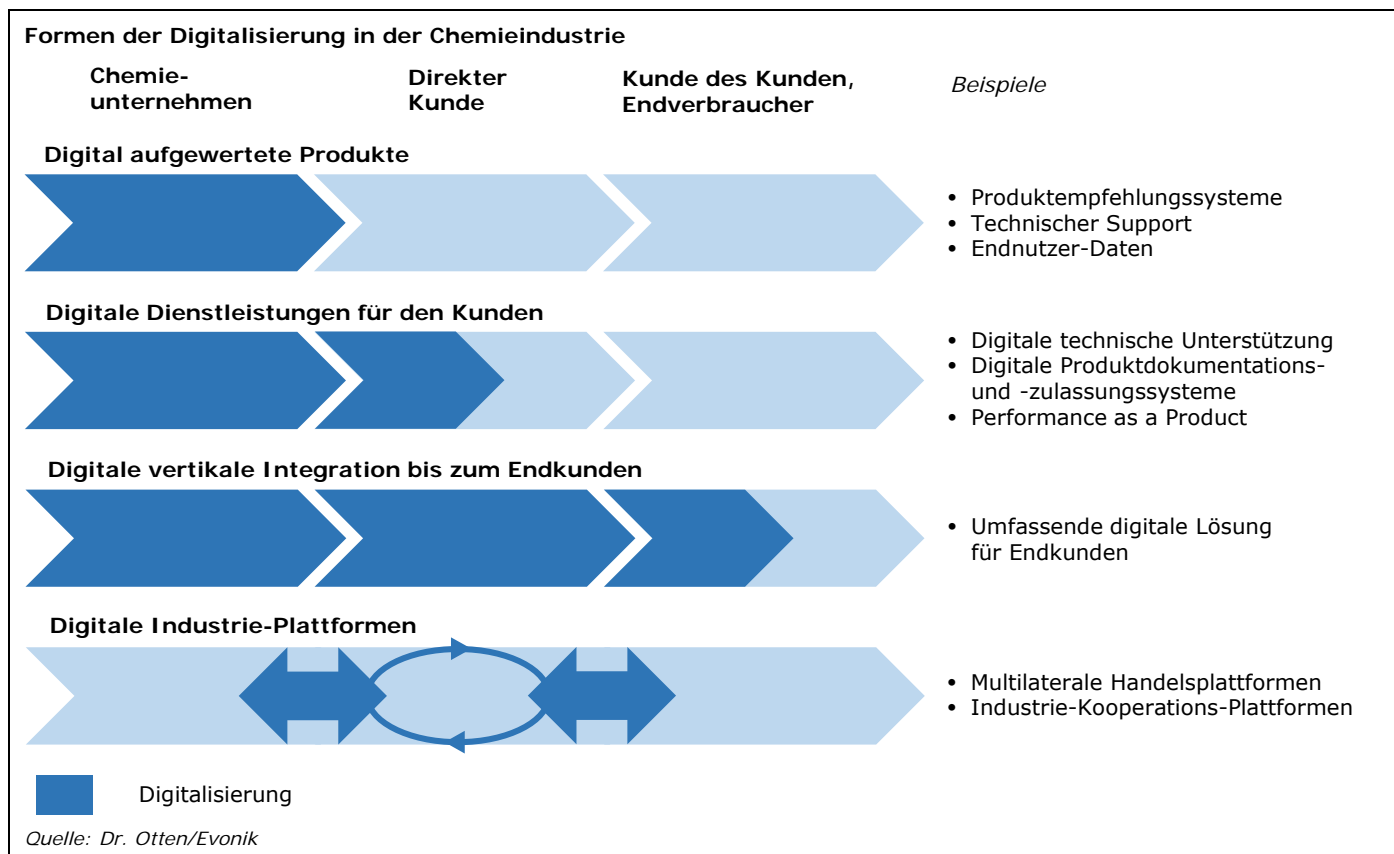 Formen der Digitalisierung in der Chemieindustrie
Chemie-
unternehmen
Direkter
Kunde
Kunde des Kunden,
Endverbraucher
Beispiele
Digital aufgewertete Produkte
• Produktempfehlungssysteme
• Technischer Support
• Endnutzer-Daten
Digitale Dienstleistungen für den Kunden
• Digitale technische Unterstützung
• Digitale Produktdokumentations-
und -zulassungssysteme
• Performance as a Product
Digitale vertikale Integration bis zum Endkunden
• Umfassende digitale Lösung
für Endkunden
Digitale Industrie-Plattformen
• Multilaterale Handelsplattformen
• Industrie-Kooperations-Plattformen
Digitalisierung
Quelle: Dr. Otten/Evonik